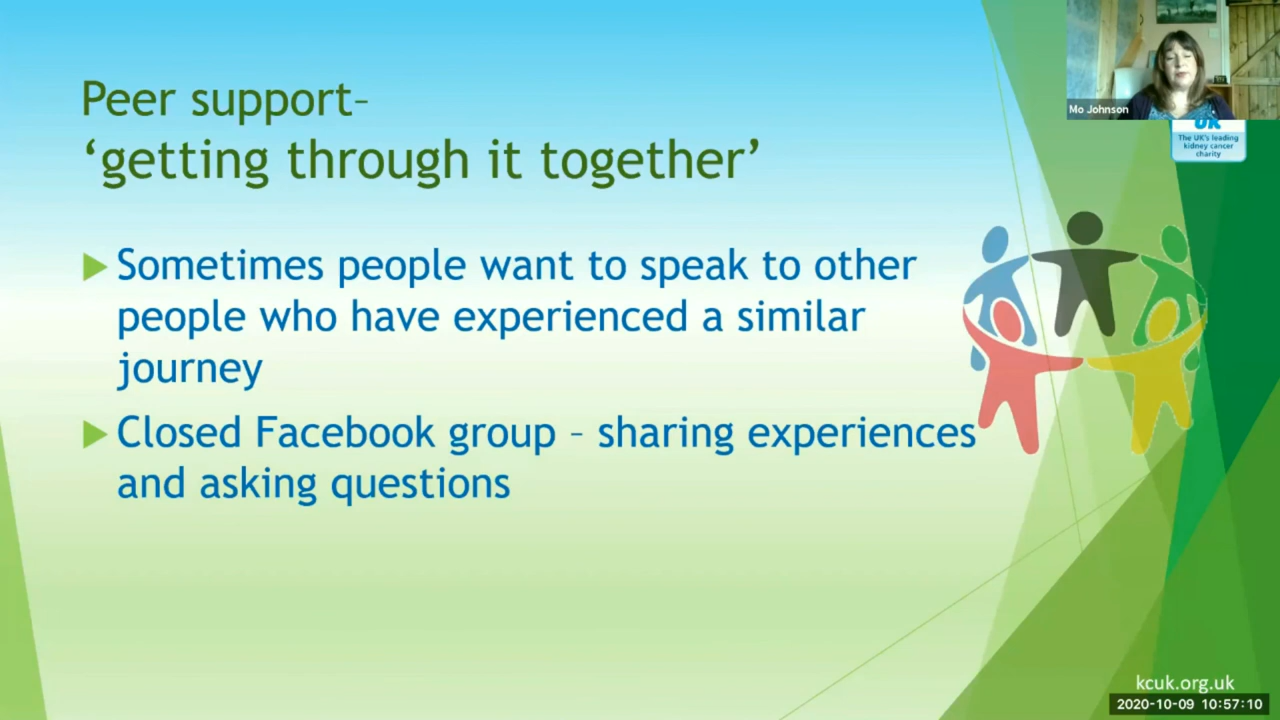 Peer support–
‘getting through it together’
Sometimes people want to speak to other
people who have experienced a similar
journey
Closed Facebook group – sharing experiences
and asking questions
Mo Johnson
UK
The UK's leading
kidney cancer
charity
kcuk.org.uk
2020-10-09 10:57:10